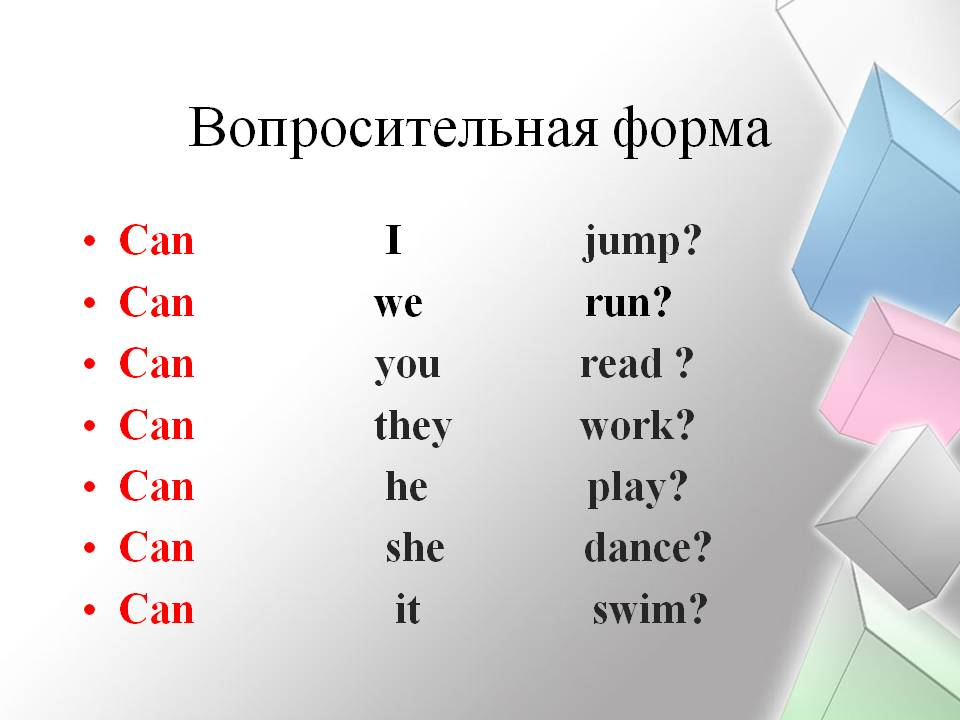 Вопросительная форма
• Can I jump?
• Can we run?
• Can you read ?
• Can they work?
• Can he play?
• Can she dance?
• Can it swim?